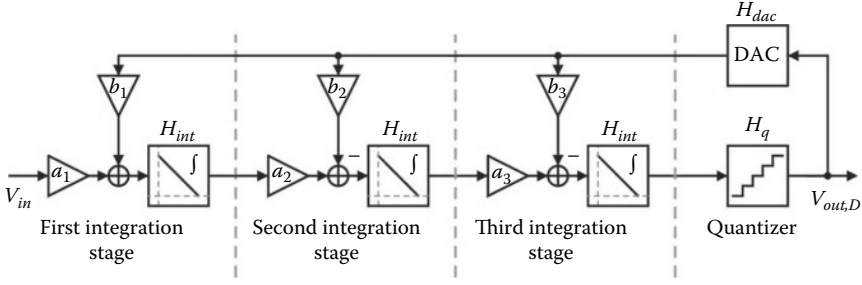 H_dac
DAC
b_1
b_2
b_3
H_int
H_int
H_int
H_q
V_in
a_1
∫
a_2
−
∫
a_3
−
∫
V_out,D
First integration
stage
Second integration
stage
Third integration
stage
Quantizer